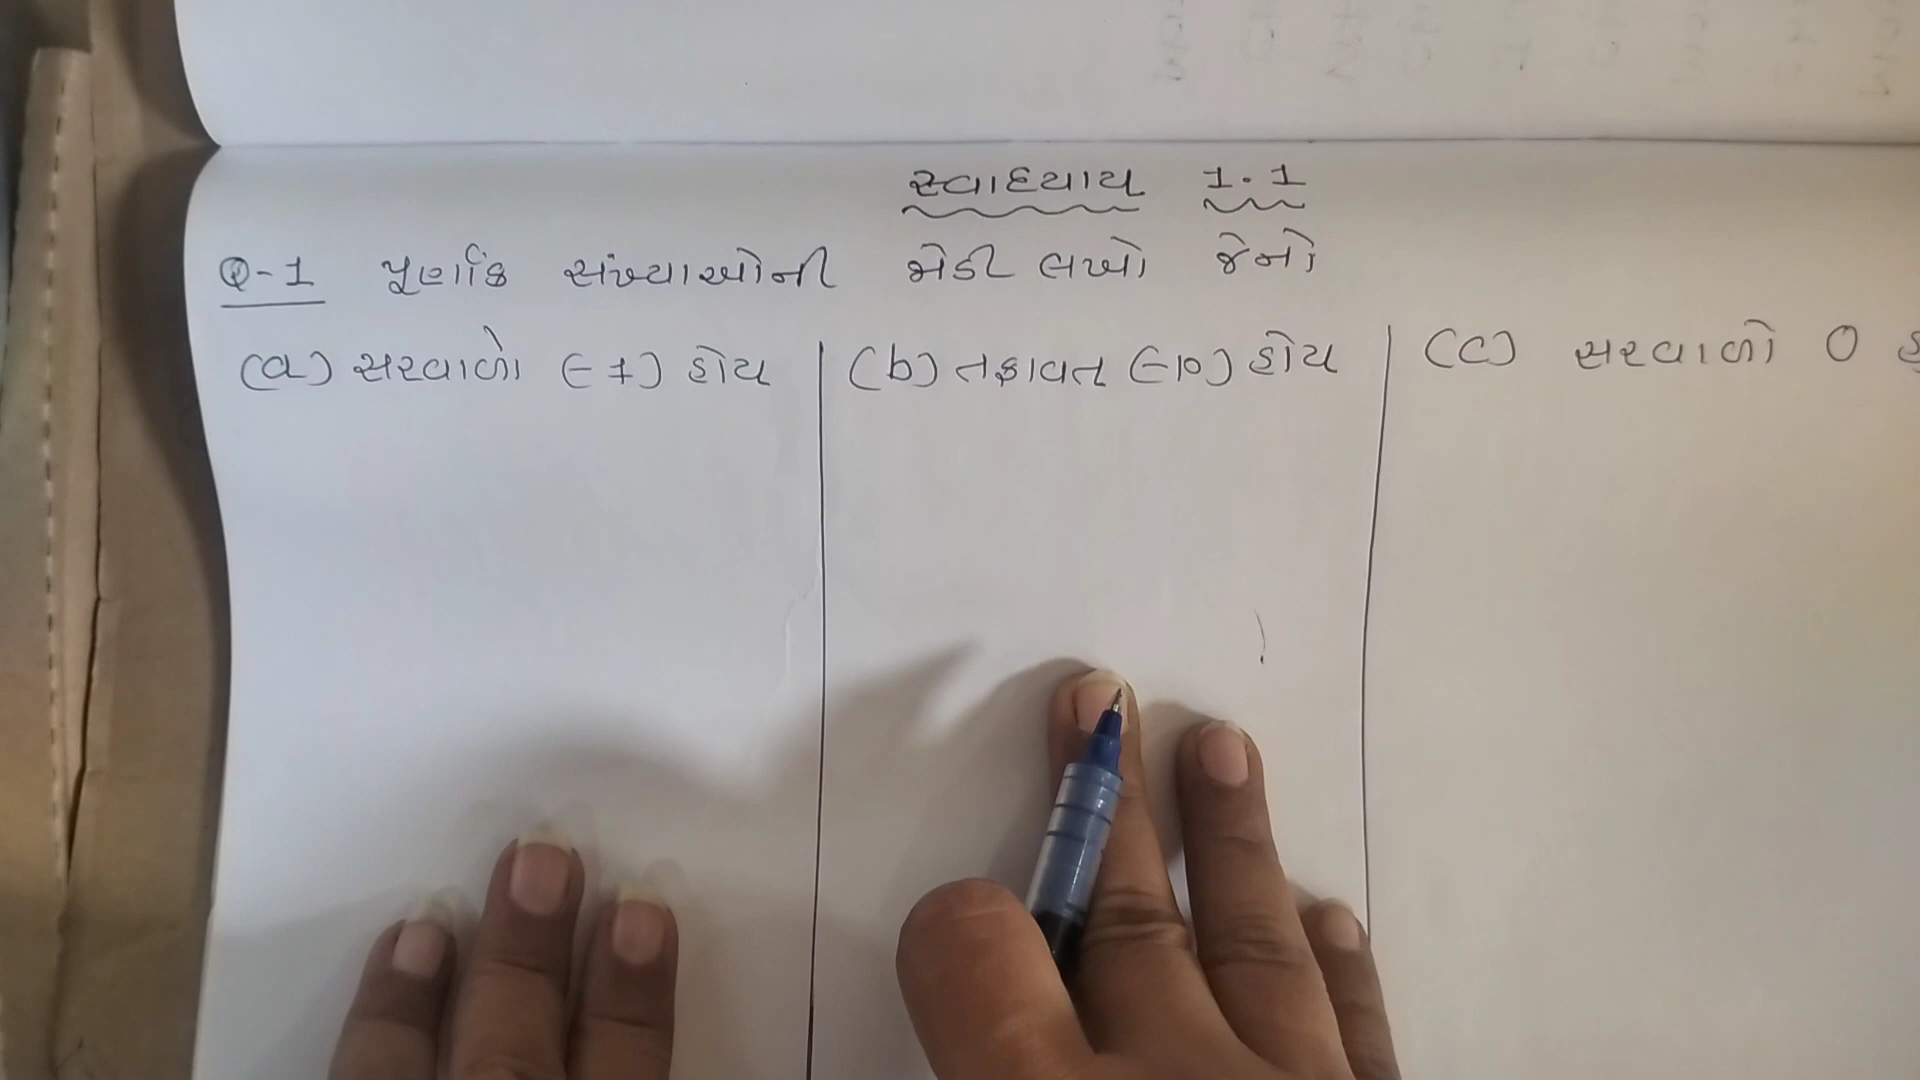 સ્વાધ્યાય 1.1
Q-1 પૂર્ણાંક સંખ્યાઓની જોડી લખો જેનો
(a) સરવાળો (-7) હોય (b) તફાવત (-10) હોય (c) સરવાળો 0